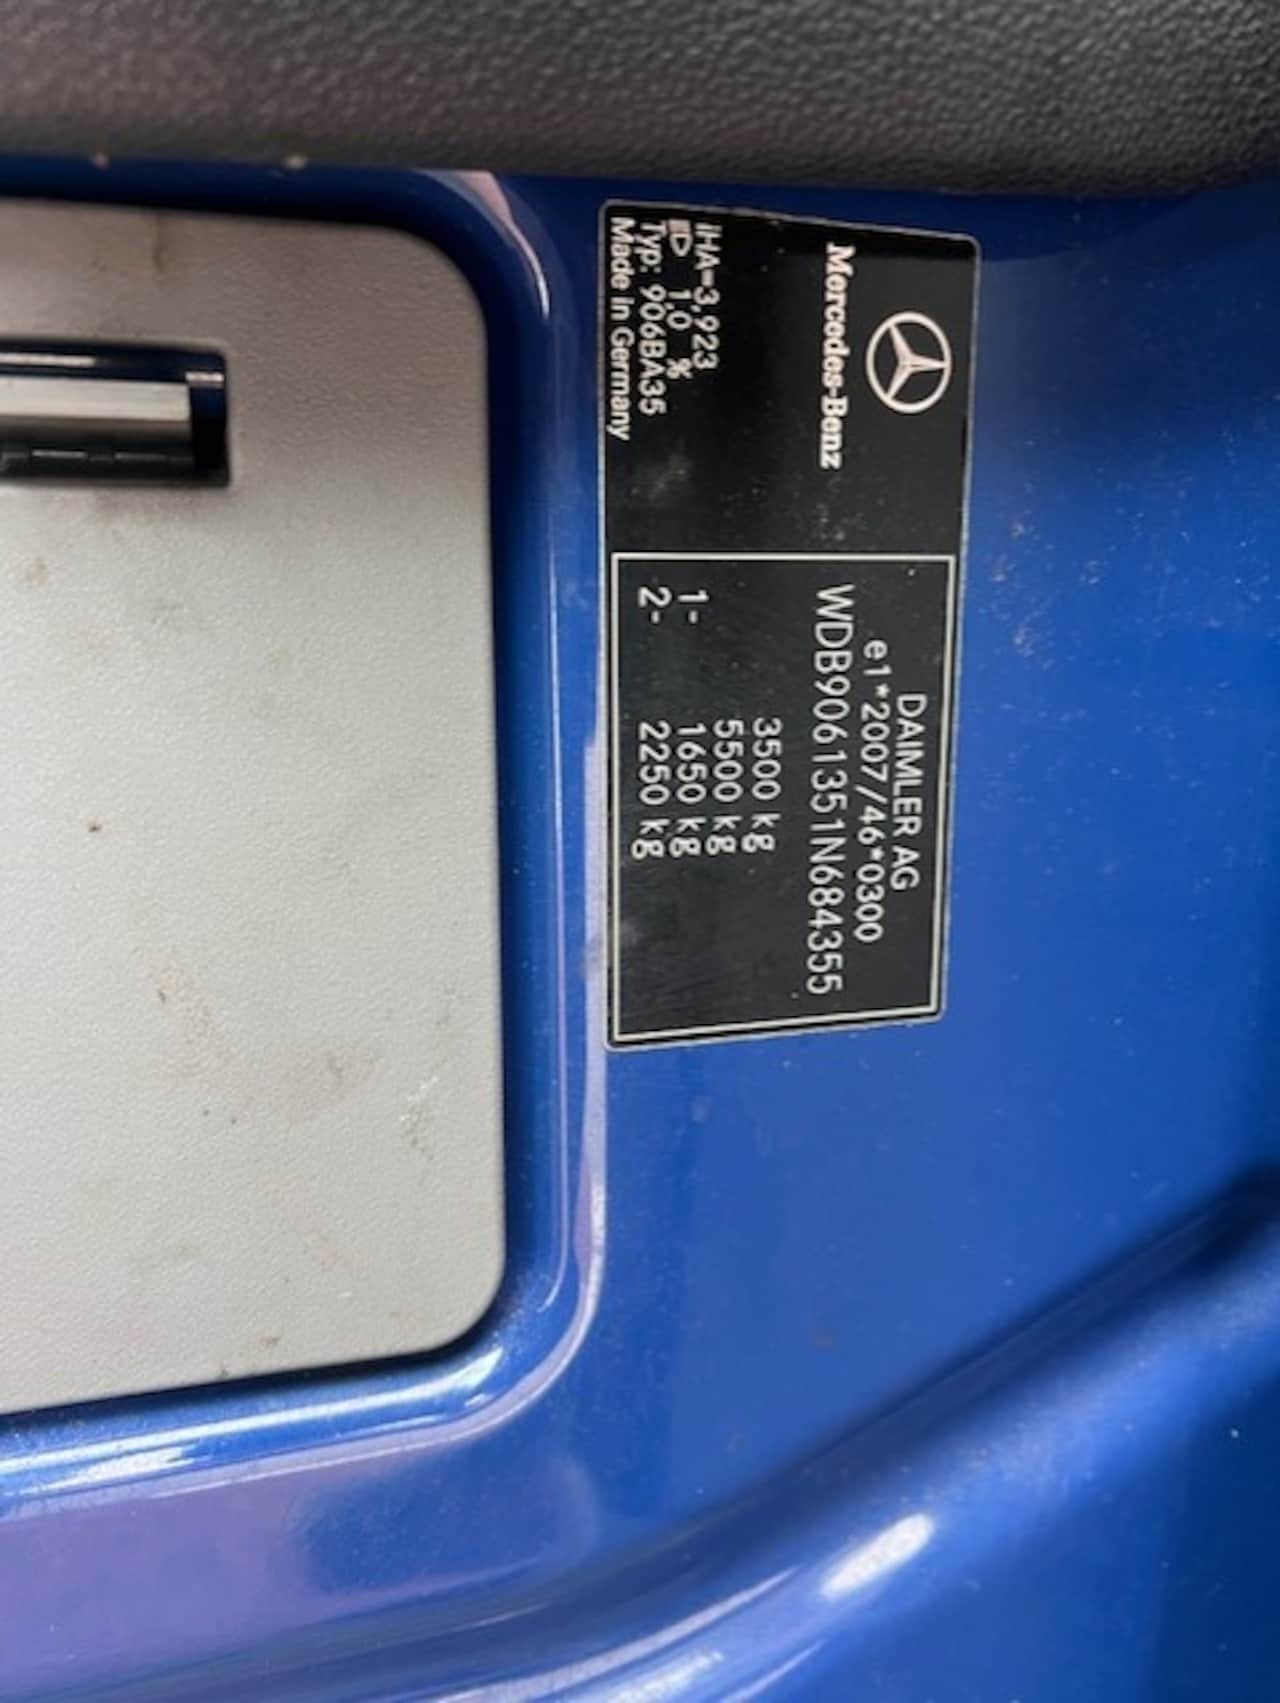 Mercedes-Benz
iHA=3,923
1,0 %
Typ: 906BA35
Made in Germany
DAIMLER AG
e1*2007/46*0300
WDB9061351N684355
3500 kg
5500 kg
1- 1650 kg
2- 2250 kg